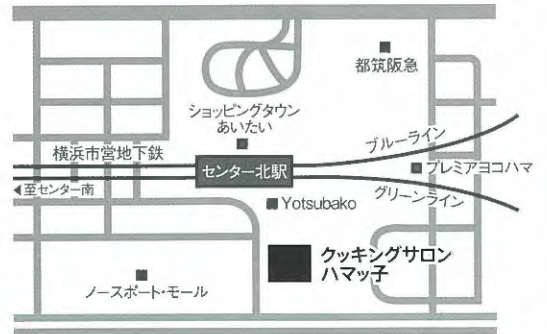 都筑阪急
ショッピングタウン
あいたい
ブルーライン
横浜市営地下鉄
センター北駅
プレミアヨコハマ
◀至センター南
グリーンライン
Yotsubako
クッキングサロン
ハマッ子
ノースポート・モール